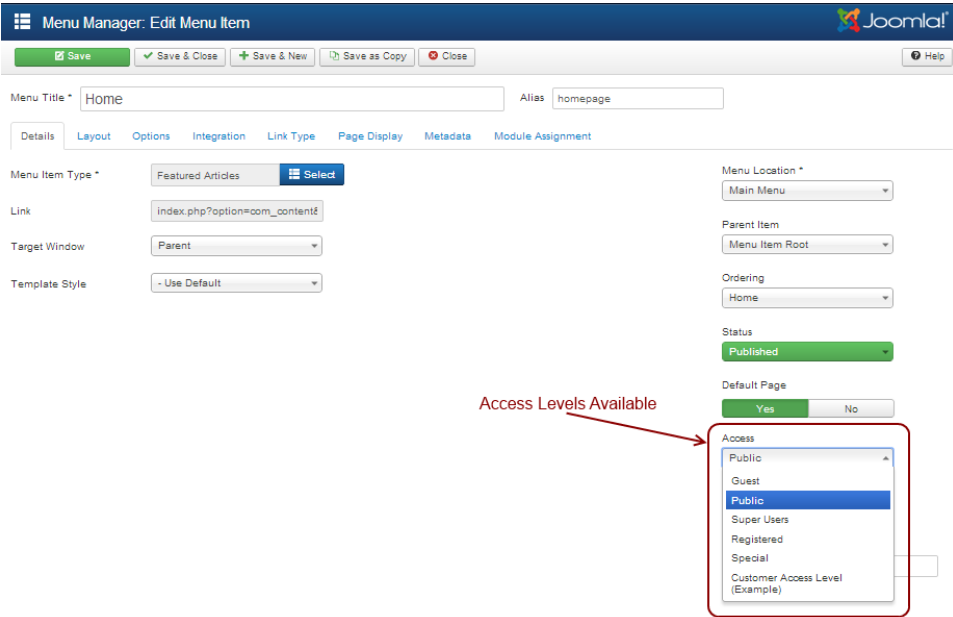 Menu Manager: Edit Menu Item
Joomla!
Save
Save & Close
Save & New
Save as Copy
Close
Help
Menu Title *
Home
Alias
homepage
Details
Layout
Options
Integration
Link Type
Page Display
Metadata
Module Assignment
Menu Item Type *
Featured Articles
Select
Link
index.php?option=com_content&
Target Window
Parent
Template Style
- Use Default
Menu Location *
Main Menu
Parent Item
Menu Item Root
Ordering
Home
Status
Published
Default Page
Yes
No
Access Levels Available
Access
Public
Guest
Public
Super Users
Registered
Special
Customer Access Level
(Example)